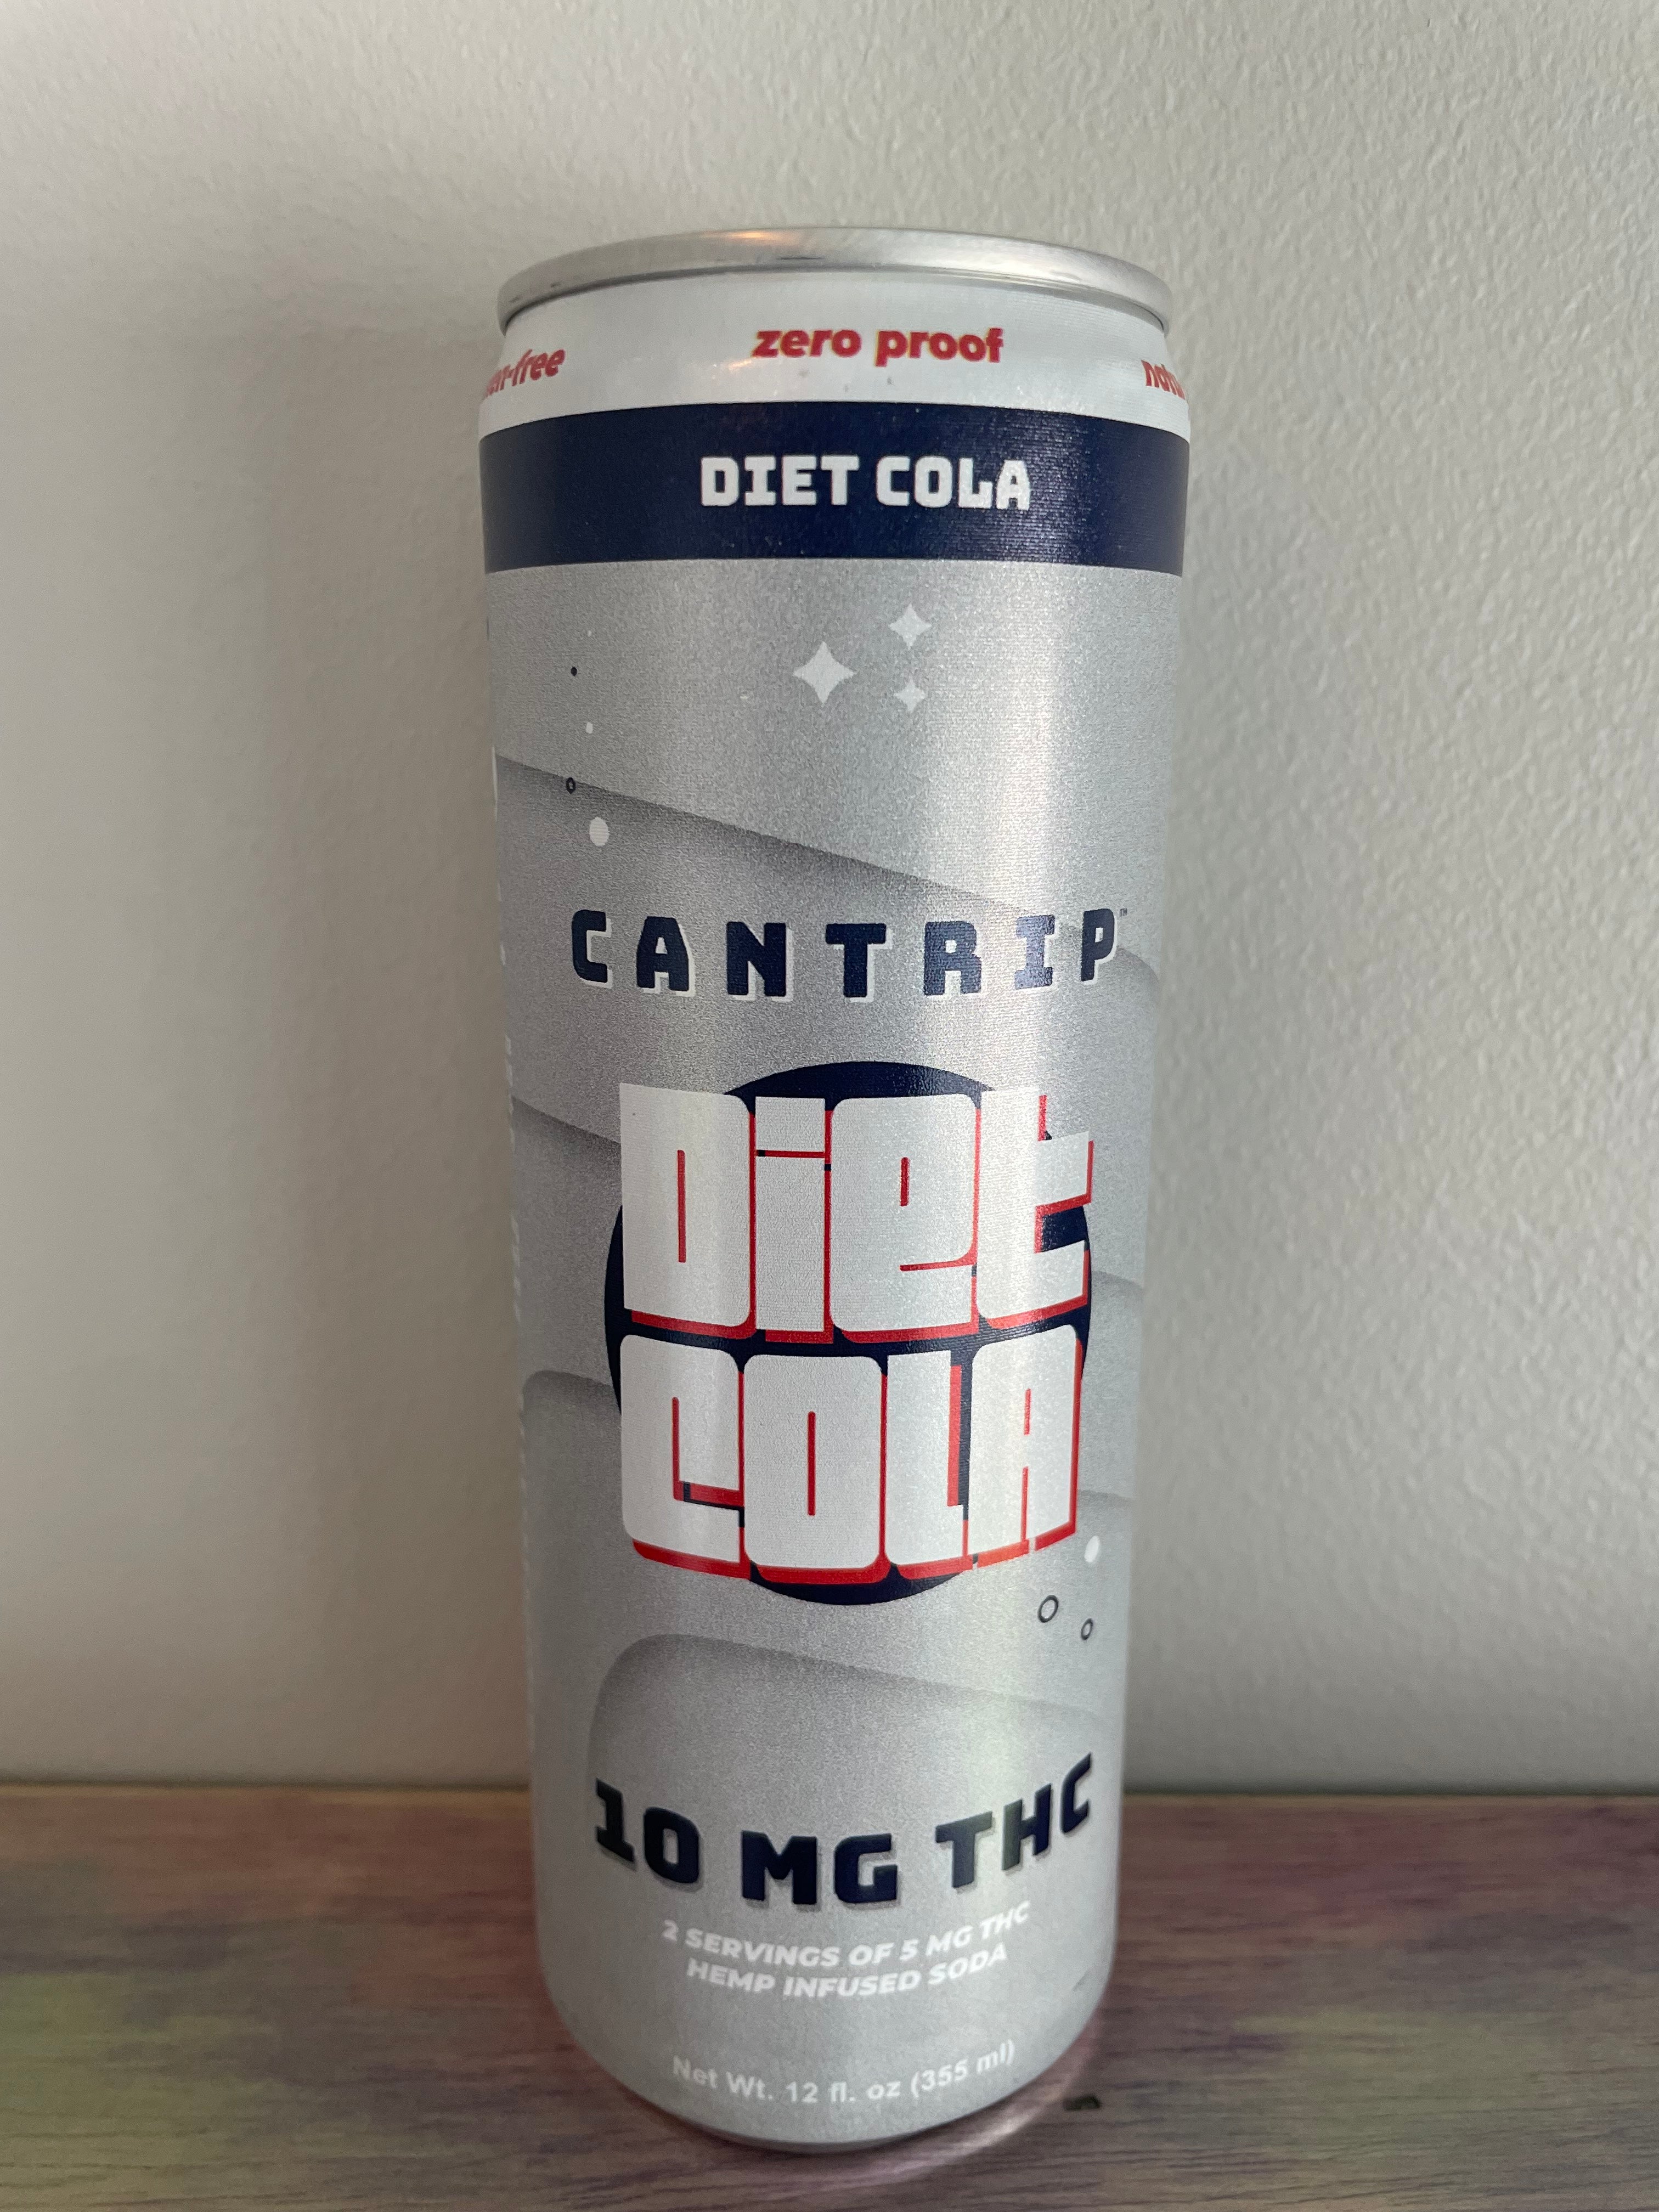 zero proof
DIET COLA
CANTRIP™
Diet
COLA
10 MG THC
2 SERVINGS OF 5 MG THC
HEMP INFUSED SODA
Net Wt. 12 fl. oz (355 ml)